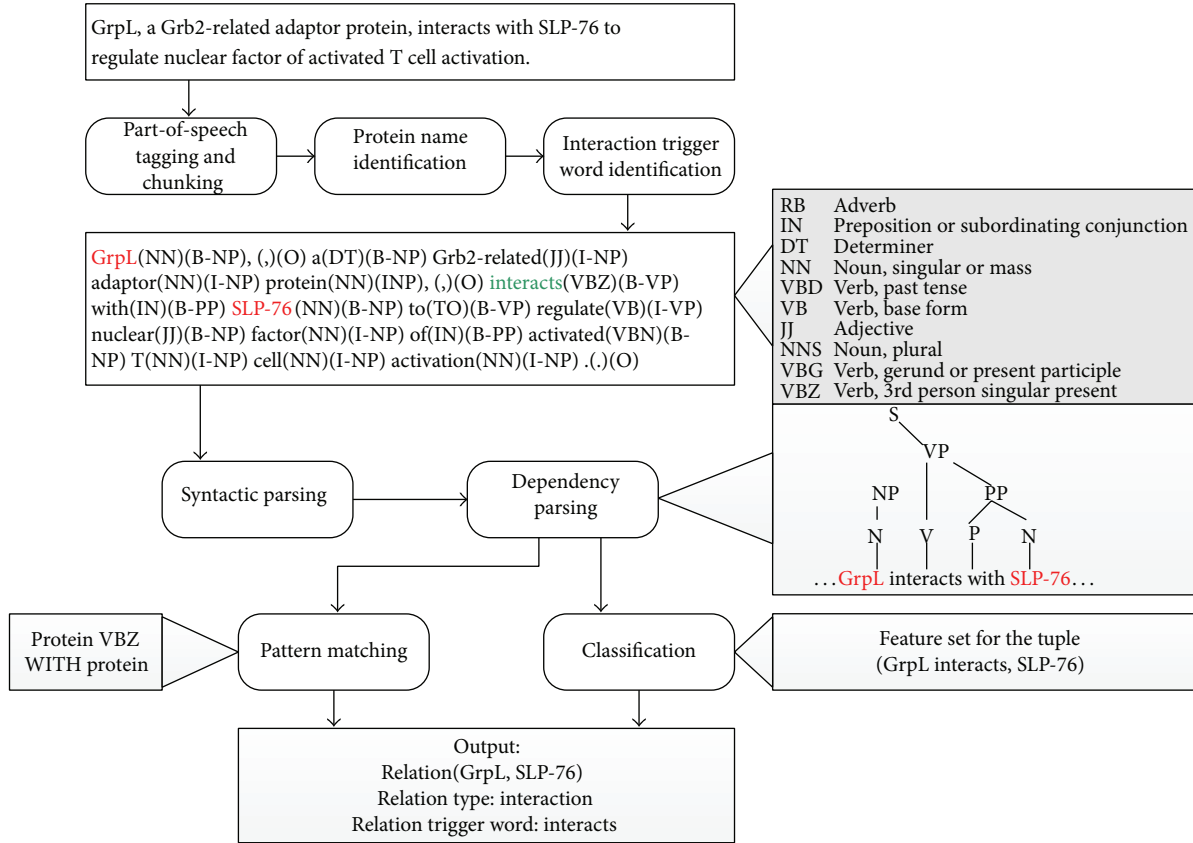 GrpL, a Grb2-related adaptor protein, interacts with SLP-76 to
regulate nuclear factor of activated T cell activation.
Part-of-speech
tagging and
chunking
Protein name
identification
Interaction trigger
word identification
GrpL(NN)(B-NP), (,)(O) a(DT)(B-NP) Grb2-related(JJ)(I-NP)
adaptor(NN)(I-NP) protein(NN)(INP), (,)(O) interacts(VBZ)(B-VP)
with(IN)(B-PP) SLP-76(NN)(B-NP) to(TO)(B-VP) regulate(VB)(I-VP)
nuclear(JJ)(B-NP) factor(NN)(I-NP) of(IN)(B-PP) activated(VBN)(B-
NP) T(NN)(I-NP) cell(NN)(I-NP) activation(NN)(I-NP) .(.)(O)
RB Adverb
IN Preposition or subordinating conjunction
DT Determiner
NN Noun, singular or mass
VBD Verb, past tense
VB Verb, base form
JJ Adjective
NNS Noun, plural
VBG Verb, gerund or present participle
VBZ Verb, 3rd person singular present
Syntactic parsing
Dependency
parsing
S
VP
NP PP
N V P N
...GrpL interacts with SLP-76...
Protein VBZ
WITH protein
Pattern matching
Classification
Feature set for the tuple
(GrpL interacts, SLP-76)
Output:
Relation(GrpL, SLP-76)
Relation type: interaction
Relation trigger word: interacts